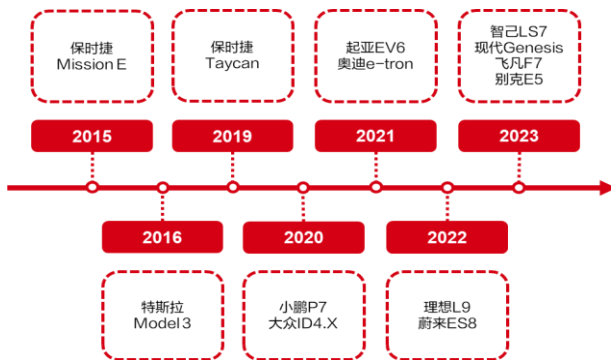 保时捷
Mission E
保时捷
Taycan
起亚EV6
奥迪e-tron
智己LS7
现代Genesis
飞凡F7
别克E5
2015
2019
2021
2023
2016
2020
2022
特斯拉
Model 3
小鹏P7
大众ID4.X
理想L9
蔚来ES8